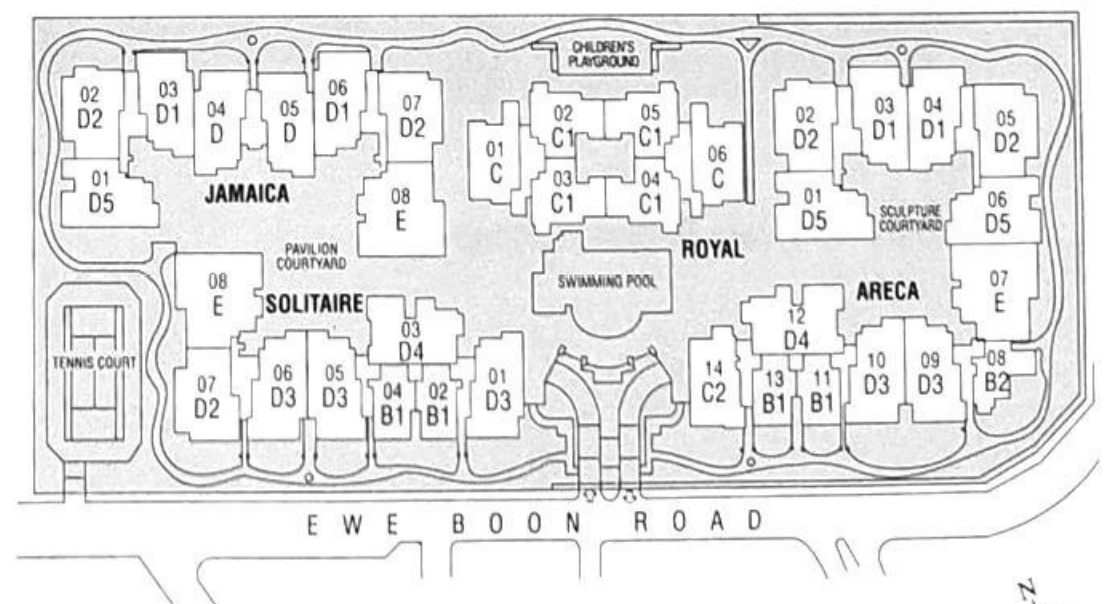 CHILDREN'S
PLAYGROUND
02
D2
03
D1
04
D
05
D
06
D1
07
D2
01
D5
08
E
JAMAICA
PAVILION
COURTYARD
01
C
02
C1
05
C1
03
C1
04
C1
06
C
ROYAL
SWIMMING POOL
02
D2
03
D1
04
D1
05
D2
01
D5
06
D5
SCULPTURE
COURTYARD
07
E
ARECA
08
E
SOLITAIRE
TENNIS COURT
07
D2
06
D3
05
D3
03
D4
04
B1
02
B1
01
D3
14
C2
12
D4
13
B1
11
B1
10
D3
09
D3
08
B2
EWE BOON ROAD
N